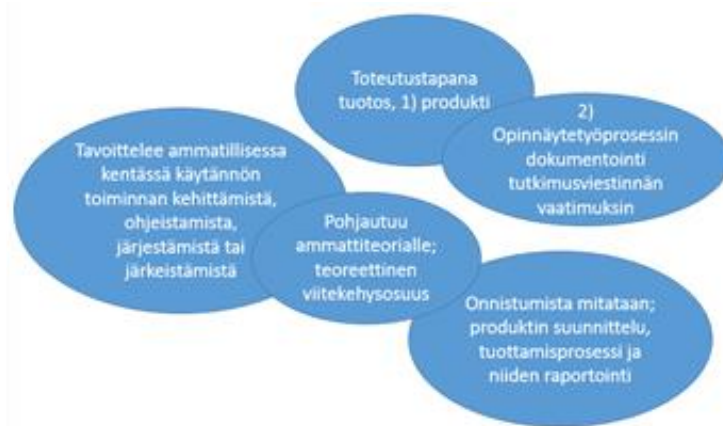 Toteutustapana
tuotos, 1) produkti
2)
Opinnäytetyöprosessin
dokumentointi
tutkimusviestinnän
vaatimuksin
Tavoittelee ammatillisessa
kentässä käytännön
toiminnan kehittämistä,
ohjeistamista,
järjestämistä tai
järkeistämistä
Pohjautuu
ammattiteorialle;
teoreettinen
viitekehysosuus
Onnistumista mitataan;
produktin suunnittelu,
tuottamisprosessi ja
niiden raportointi